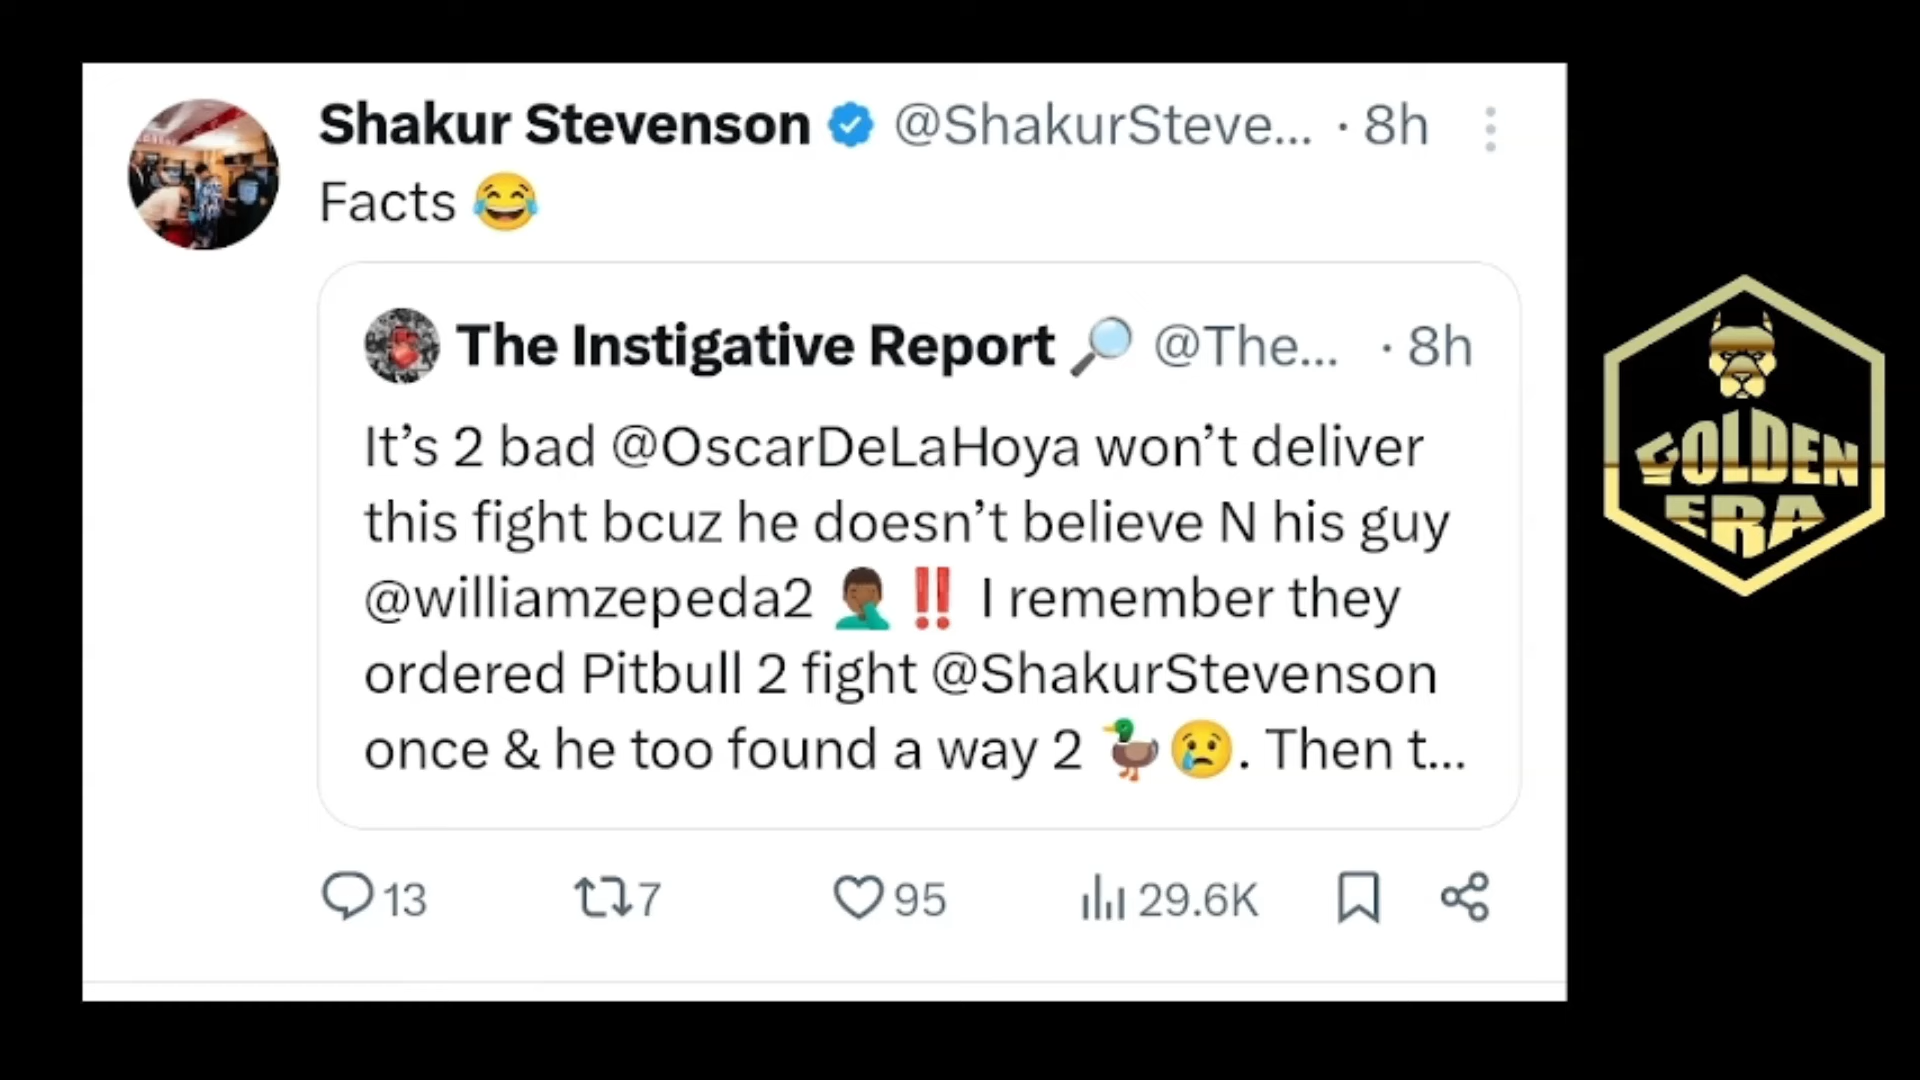 Shakur Stevenson @ShakurSteve... · 8h
Facts 😂
The Instigative Report 🔎 @The... · 8h
It’s 2 bad @OscarDeLaHoya won’t deliver
this fight bcuz he doesn’t believe N his guy
@williamzepeda2 🤦🏾‍♂️‼️ I remember they
ordered Pitbull 2 fight @ShakurStevenson
once & he too found a way 2 🦆😢. Then t...
13 7 95 29.6K
GOLDEN
ERA